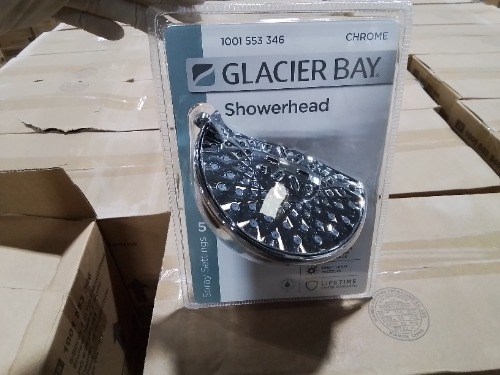 1001 553 346 CHROME
GLACIER BAY
Showerhead
5
Spray Settings
LIFETIME